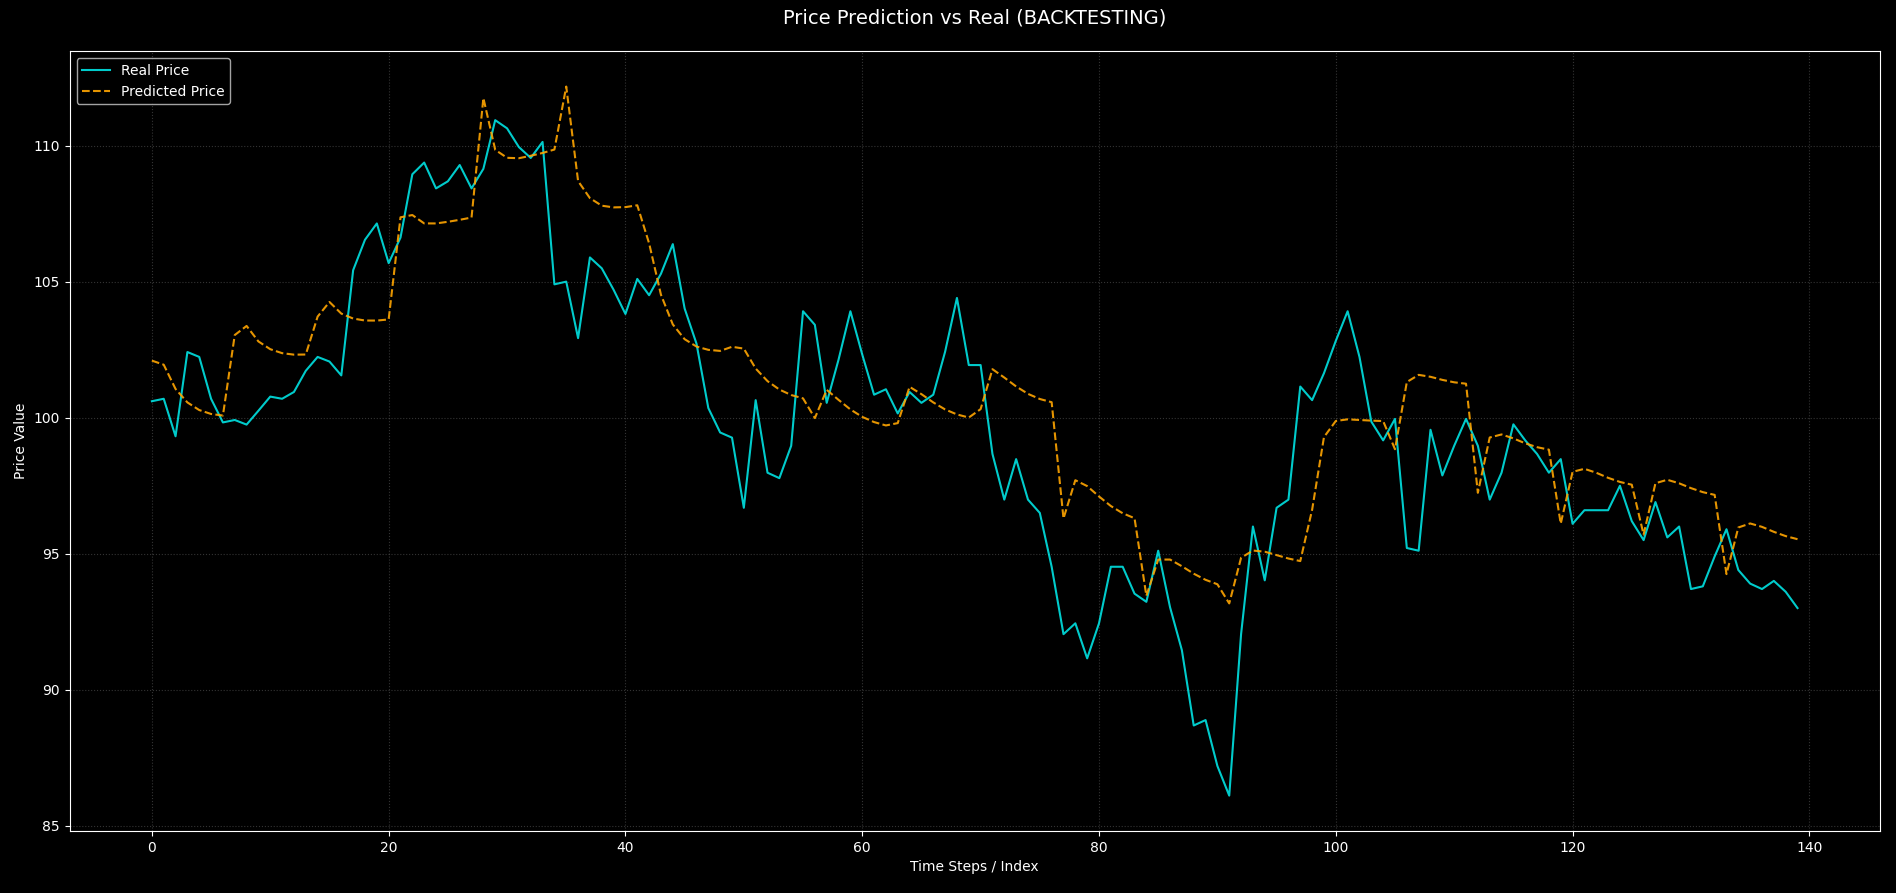 Price Prediction vs Real (BACKTESTING)
Real Price
Predicted Price
Price Value
110
105
100
95
90
85
0 20 40 60 80 100 120 140
Time Steps / Index